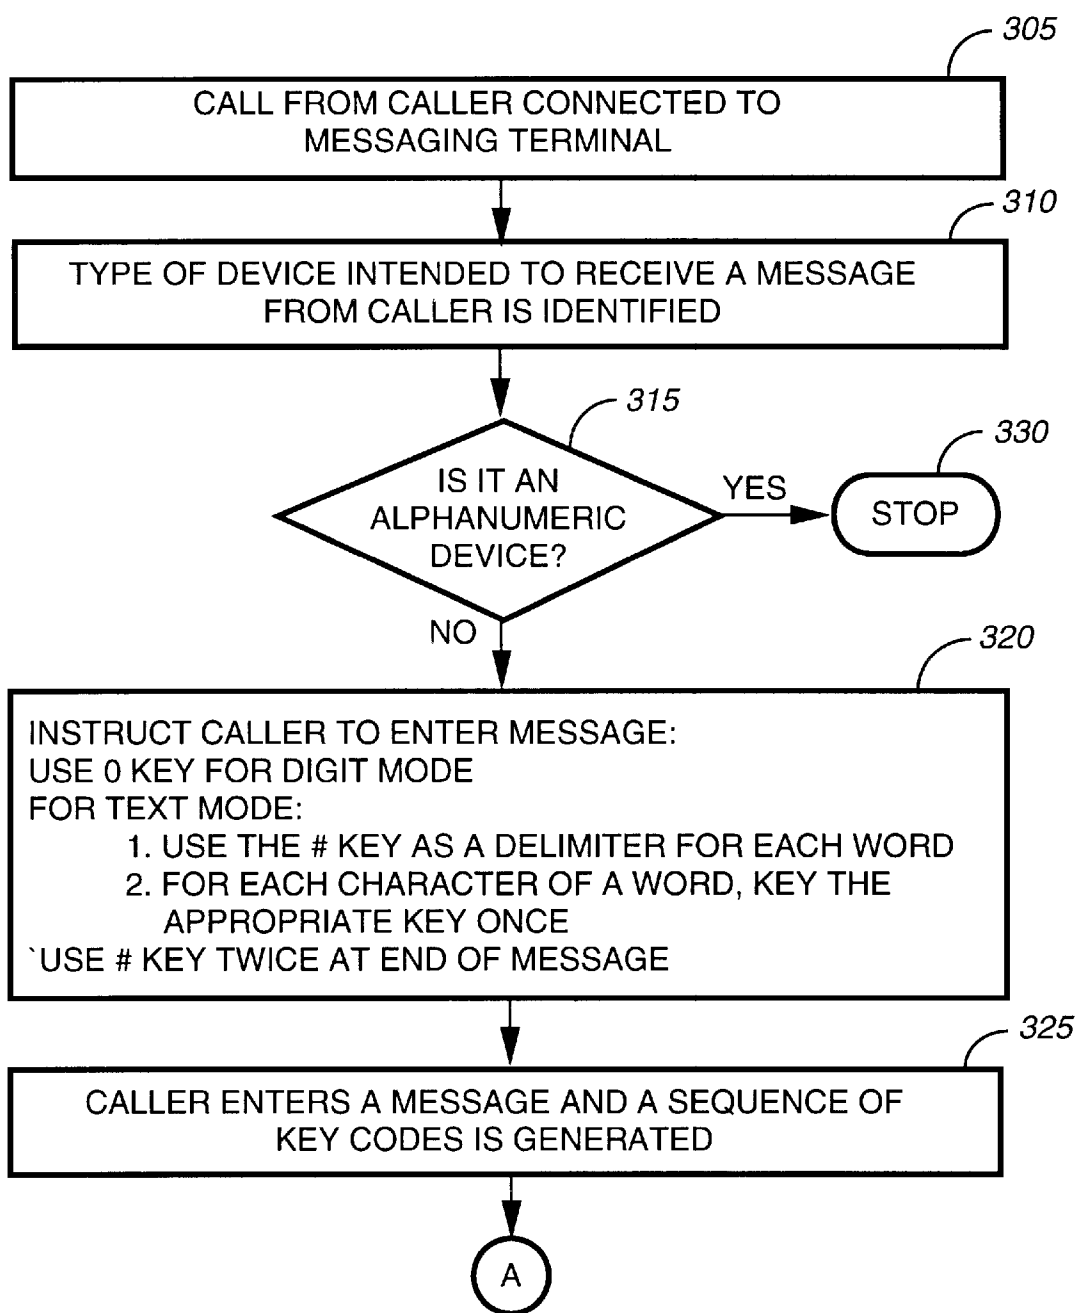 305
CALL FROM CALLER CONNECTED TO
MESSAGING TERMINAL
310
TYPE OF DEVICE INTENDED TO RECEIVE A MESSAGE
FROM CALLER IS IDENTIFIED
315
IS IT AN
ALPHANUMERIC
DEVICE?
YES
330
STOP
NO
320
INSTRUCT CALLER TO ENTER MESSAGE:
USE 0 KEY FOR DIGIT MODE
FOR TEXT MODE:
1. USE THE # KEY AS A DELIMITER FOR EACH WORD
2. FOR EACH CHARACTER OF A WORD, KEY THE
APPROPRIATE KEY ONCE
`USE # KEY TWICE AT END OF MESSAGE
325
CALLER ENTERS A MESSAGE AND A SEQUENCE OF
KEY CODES IS GENERATED
A